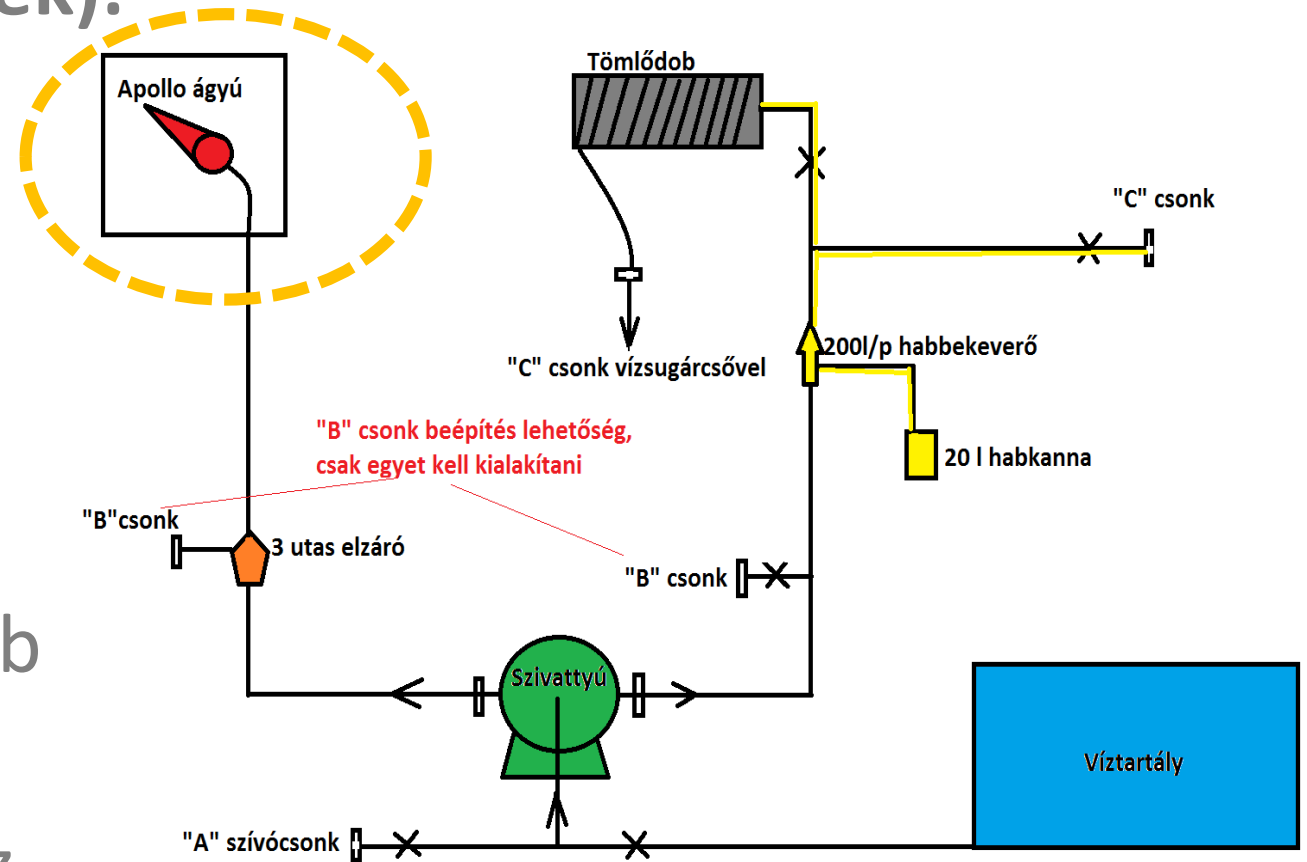 ek).
Apollo ágyú
Tömlődob
"C" csonk
200l/p habbekeverő
"C" csonk vízsugárcsővel
"B" csonk beépítés lehetőség,
csak egyet kell kialakítani
20 l habkanna
"B"csonk
3 utas elzáró
"B" csonk
b
Szivattyú
Víztartály
"A" szívócsonk
z